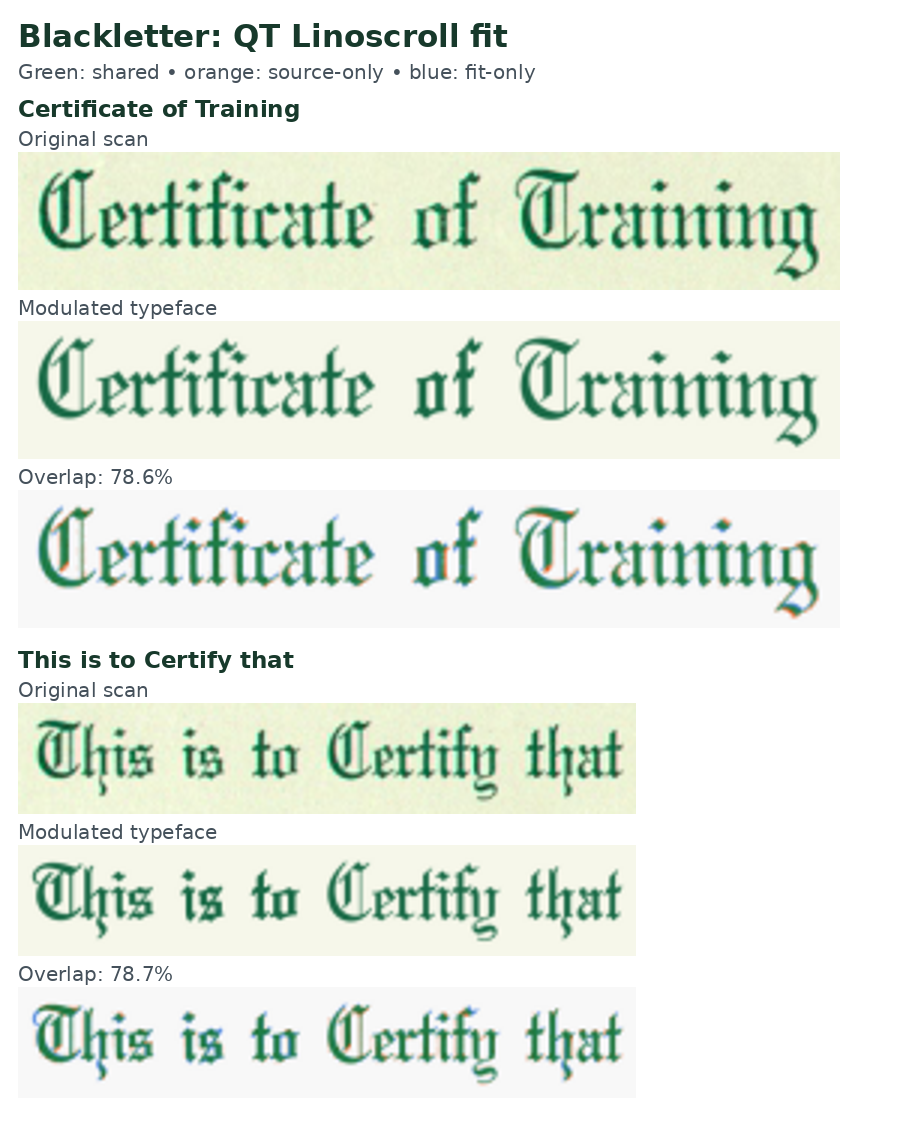 Blackletter: QT Linoscroll fit
Green: shared • orange: source-only • blue: fit-only
Certificate of Training
Original scan
Certificate of Training
Modulated typeface
Certificate of Training
Overlap: 78.6%
Certificate of Training
This is to Certify that
Original scan
This is to Certify that
Modulated typeface
This is to Certify that
Overlap: 78.7%
This is to Certify that